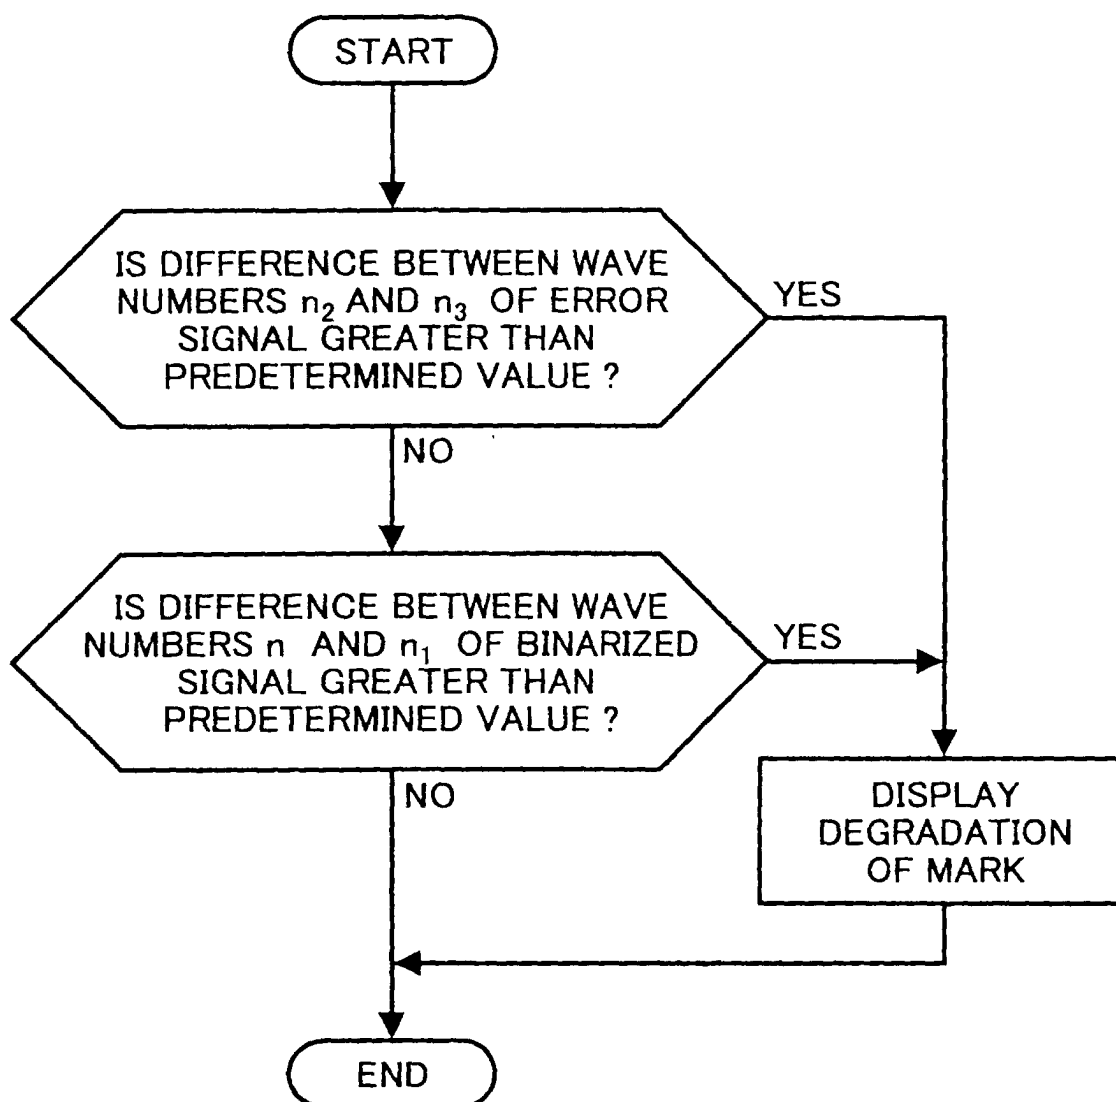 START
IS DIFFERENCE BETWEEN WAVE
NUMBERS n₂ AND n₃ OF ERROR
SIGNAL GREATER THAN
PREDETERMINED VALUE ?
YES
NO
IS DIFFERENCE BETWEEN WAVE
NUMBERS n AND n₁ OF BINARIZED
SIGNAL GREATER THAN
PREDETERMINED VALUE ?
YES
NO
DISPLAY
DEGRADATION
OF MARK
END